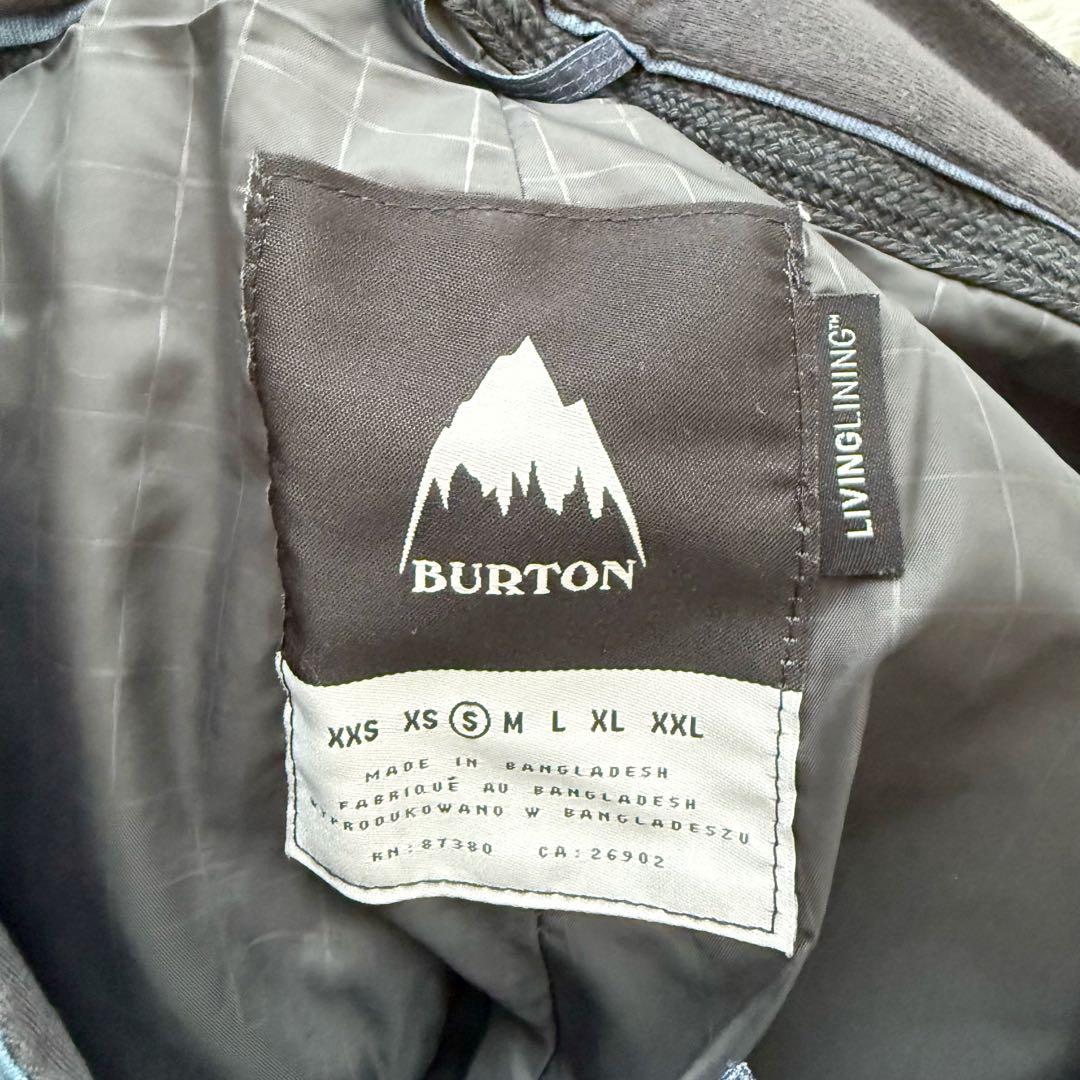 BURTON
LIVINGLINING™
XXS XS S M L XL XXL
MADE IN BANGLADESH
FABRIQUÉ AU BANGLADESH
WYPRODUKOWANO W BANGLADESZU
RN:87380 CA:26902